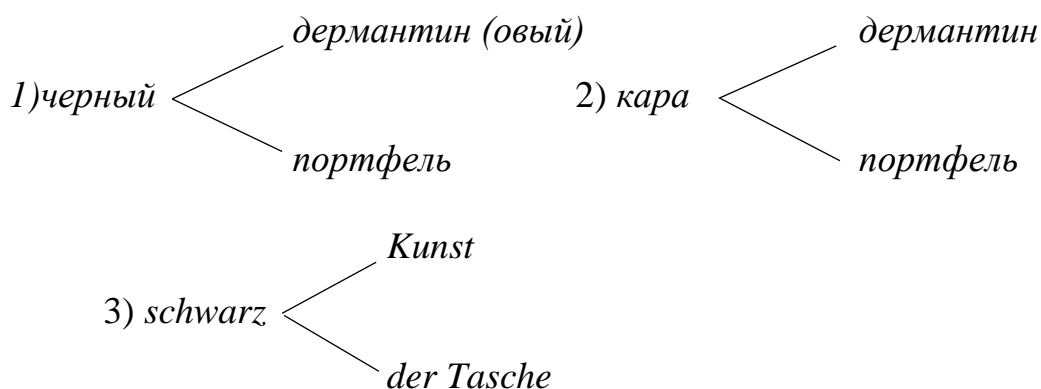 дермантин (овый)
1)черный
портфель
дермантин
2) кара
портфель
Kunst
3) schwarz
der Tasche